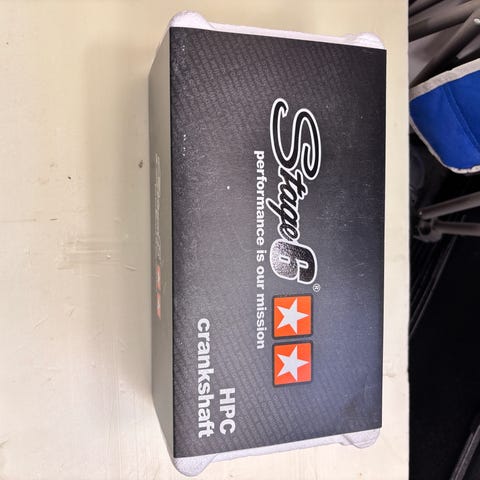 Stage6®
performance is our mission
HPC
crankshaft